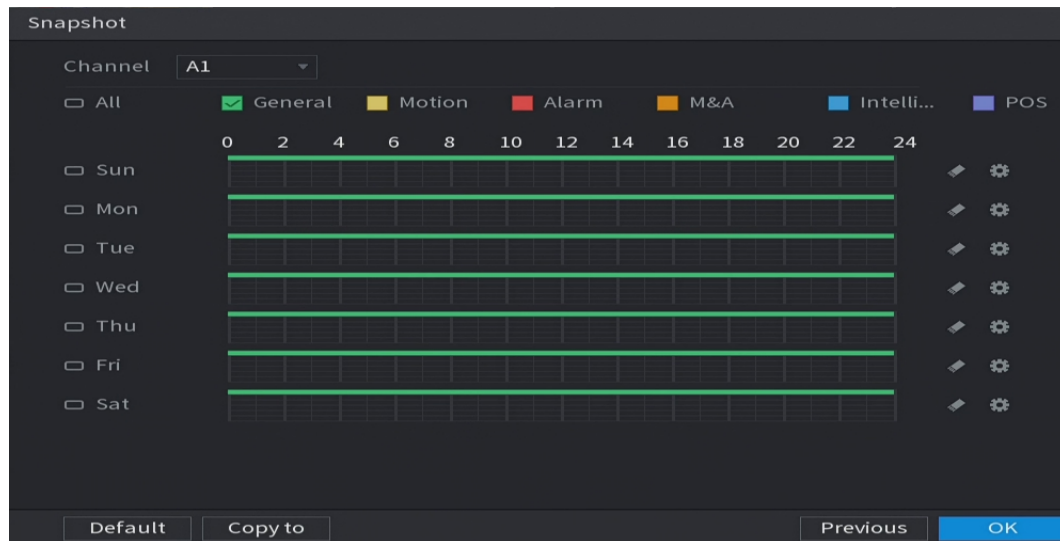 Snapshot
Channel A1
All General Motion Alarm M&A Intelli... POS
0 2 4 6 8 10 12 14 16 18 20 22 24
Sun
Mon
Tue
Wed
Thu
Fri
Sat
Default Copy to Previous OK